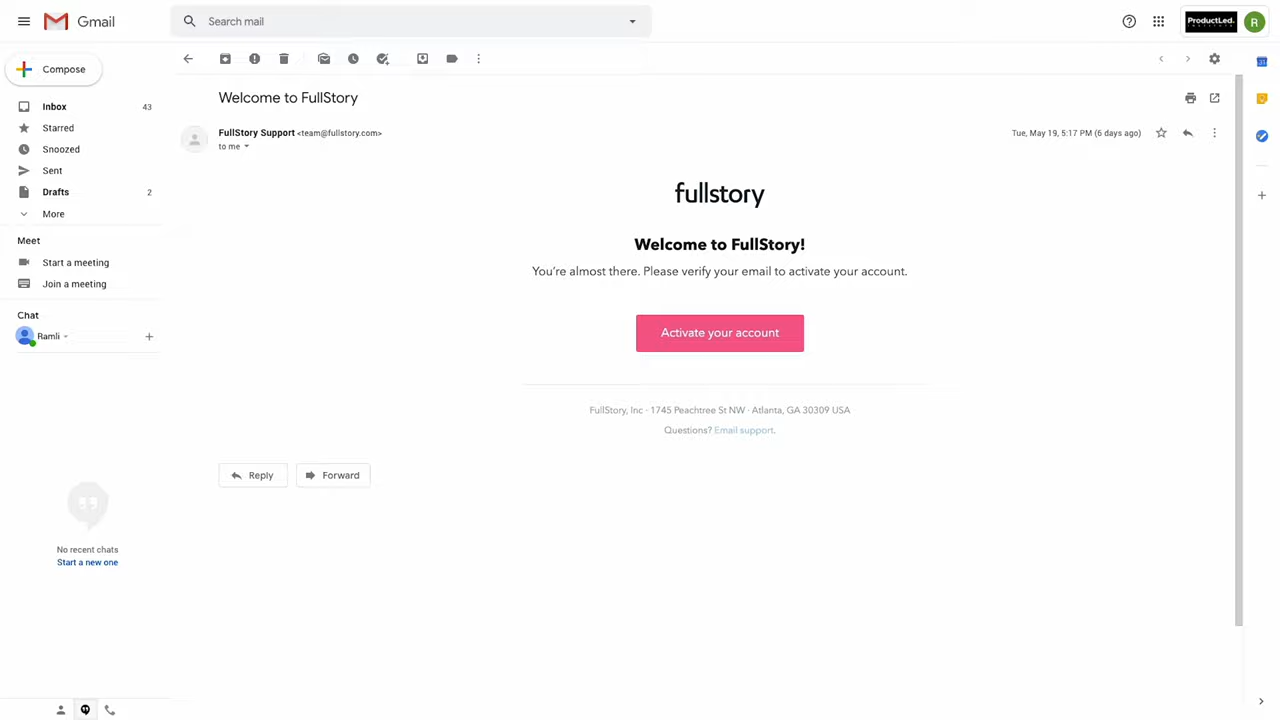 Gmail
Search mail
ProductLed.
R
Compose
Inbox 43
Starred
Snoozed
Sent
Drafts 2
More
Meet
Start a meeting
Join a meeting
Chat
Ramli
No recent chats
Start a new one
Welcome to FullStory
FullStory Support <team@fullstory.com>
to me
Tue, May 19, 5:17 PM (6 days ago)
fullstory
Welcome to FullStory!
You're almost there. Please verify your email to activate your account.
Activate your account
FullStory, Inc · 1745 Peachtree St NW · Atlanta, GA 30309 USA
Questions? Email support.
Reply
Forward